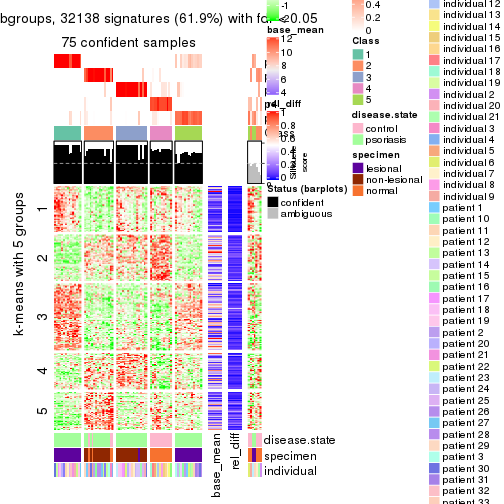 bgroups, 32138 signatures (61.9%) with fdr < 0.05
75 confident samples
k-means with 5 groups
1
2
3
4
5
disease.state
specimen
individual
base_mean
rel_diff
Silhouette
score
-1
base_mean
12
10
8
6
4
rel_diff
1
0.8
0.2
0
Status (barplots)
confident
ambiguous
0.4
0.2
0
Class
1
2
3
4
5
disease.state
control
psoriasis
specimen
lesional
non-lesional
normal
individual 12
individual 13
individual 14
individual 15
individual 16
individual 17
individual 18
individual 19
individual 2
individual 20
individual 21
individual 3
individual 4
individual 5
individual 6
individual 7
individual 8
individual 9
patient 1
patient 10
patient 11
patient 12
patient 13
patient 14
patient 15
patient 16
patient 17
patient 18
patient 19
patient 2
patient 20
patient 21
patient 22
patient 23
patient 24
patient 25
patient 26
patient 27
patient 28
patient 29
patient 3
patient 30
patient 31
patient 32
patient 33